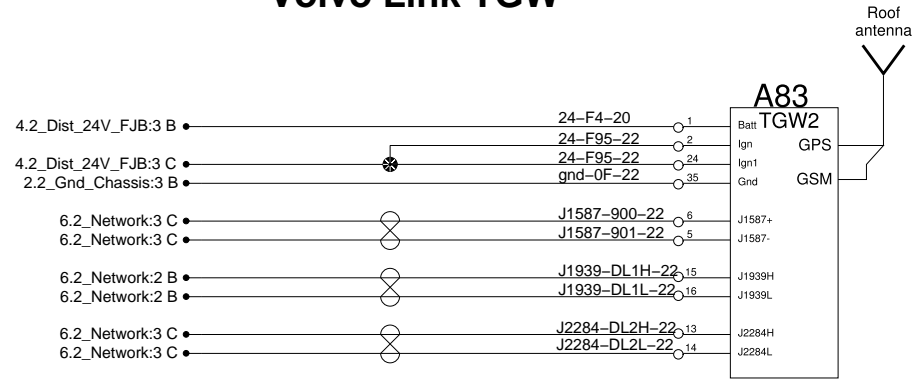 Volvo Link TGW
Roof
antenna
A83
TGW2
4.2_Dist_24V_FJB:3 B 24-F4-20 1 Batt
24-F95-22 2 Ign GPS
4.2_Dist_24V_FJB:3 C 24-F95-22 24 Ign1
2.2_Gnd_Chassis:3 B gnd-0F-22 35 Gnd GSM
6.2_Network:3 C J1587-900-22 6 J1587+
6.2_Network:3 C J1587-901-22 5 J1587-
6.2_Network:2 B J1939-DL1H-22 15 J1939H
6.2_Network:2 B J1939-DL1L-22 16 J1939L
6.2_Network:3 C J2284-DL2H-22 13 J2284H
6.2_Network:3 C J2284-DL2L-22 14 J2284L